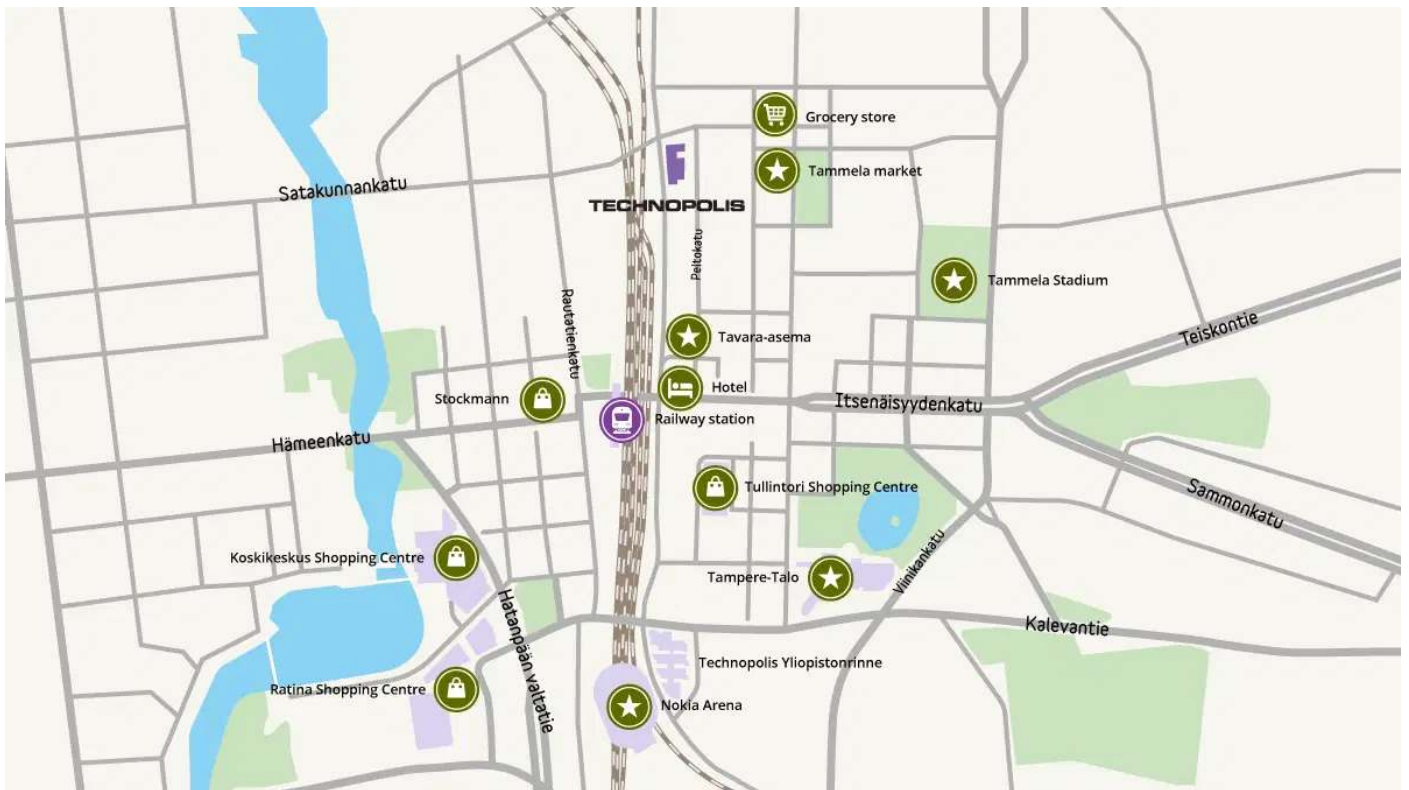 Grocery store
Tammela market
Satakunnankatu
TECHNOPOLIS
Peltokatu
Tammela Stadium
Rautatienkatu
Teiskontie
Tavara-asema
Hotel
Stockmann
Itsenäisyydenkatu
Railway station
Hämeenkatu
Tullintori Shopping Centre
Sammonkatu
Koskikeskus Shopping Centre
Tampere-Talo
Viinikankatu
Hatanpään valtatie
Kalevantie
Technopolis Yliopistonrinne
Ratina Shopping Centre
Nokia Arena